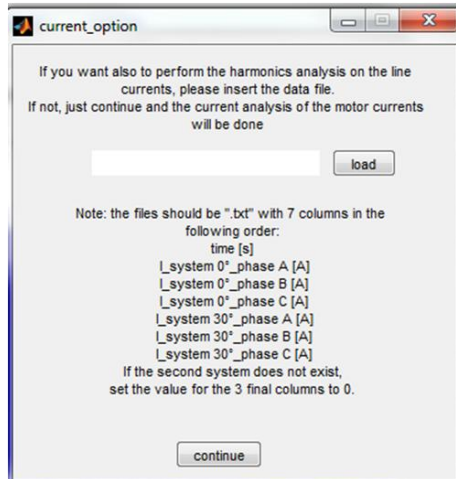 current_option
If you want also to perform the harmonics analysis on the line
currents, please insert the data file.
If not, just continue and the current analysis of the motor currents
will be done
load
Note: the files should be ".txt" with 7 columns in the
following order:
time [s]
I_system 0°_phase A [A]
I_system 0°_phase B [A]
I_system 0°_phase C [A]
I_system 30°_phase A [A]
I_system 30°_phase B [A]
I_system 30°_phase C [A]
If the second system does not exist,
set the value for the 3 final columns to 0.
continue